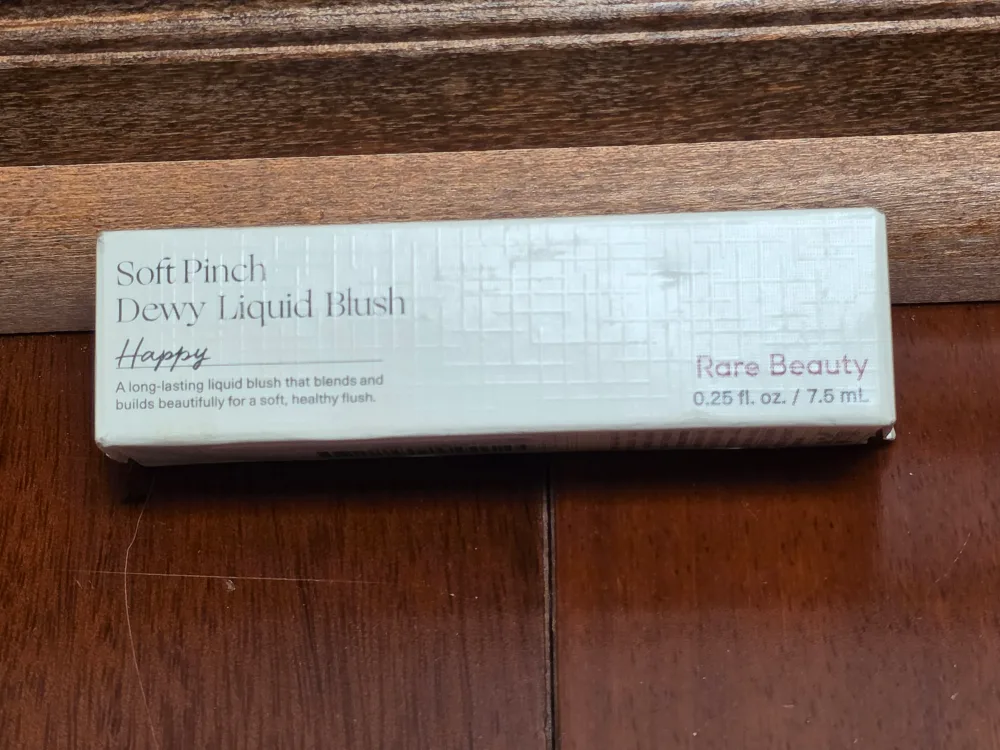 Soft Pinch
Dewy Liquid Blush
Happy
A long-lasting liquid blush that blends and
builds beautifully for a soft, healthy flush.
Rare Beauty
0.25 fl. oz. / 7.5 mL